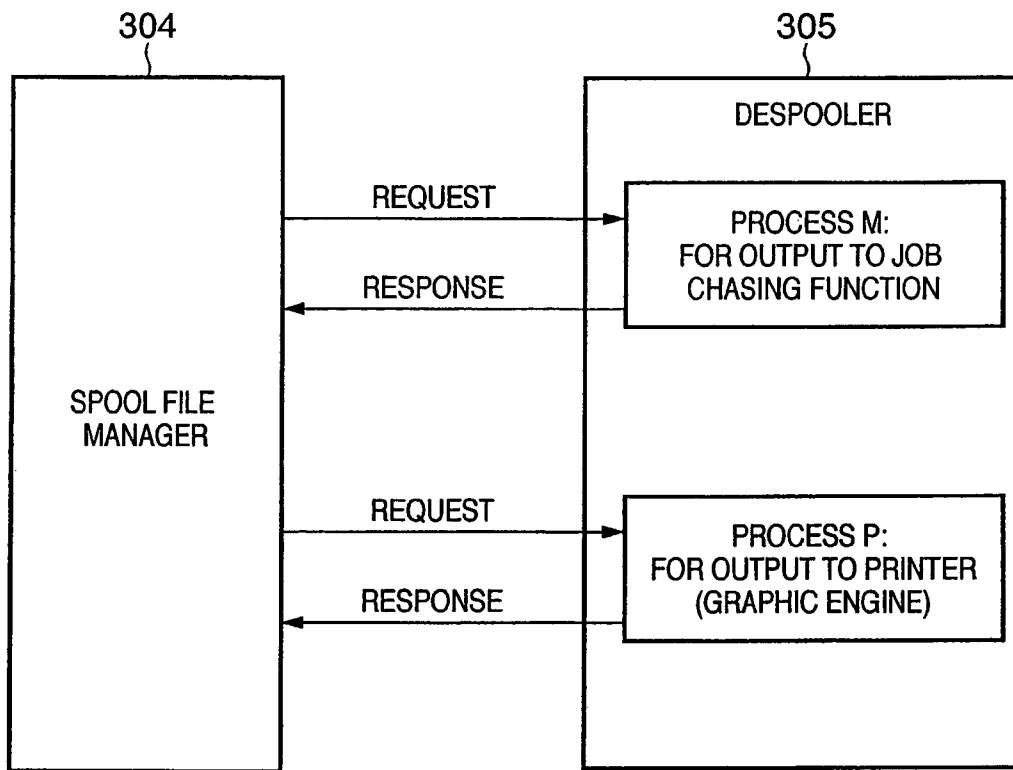 304
305
DESPOOLER
REQUEST
PROCESS M:
FOR OUTPUT TO JOB
CHASING FUNCTION
RESPONSE
SPOOL FILE
MANAGER
REQUEST
PROCESS P:
FOR OUTPUT TO PRINTER
(GRAPHIC ENGINE)
RESPONSE